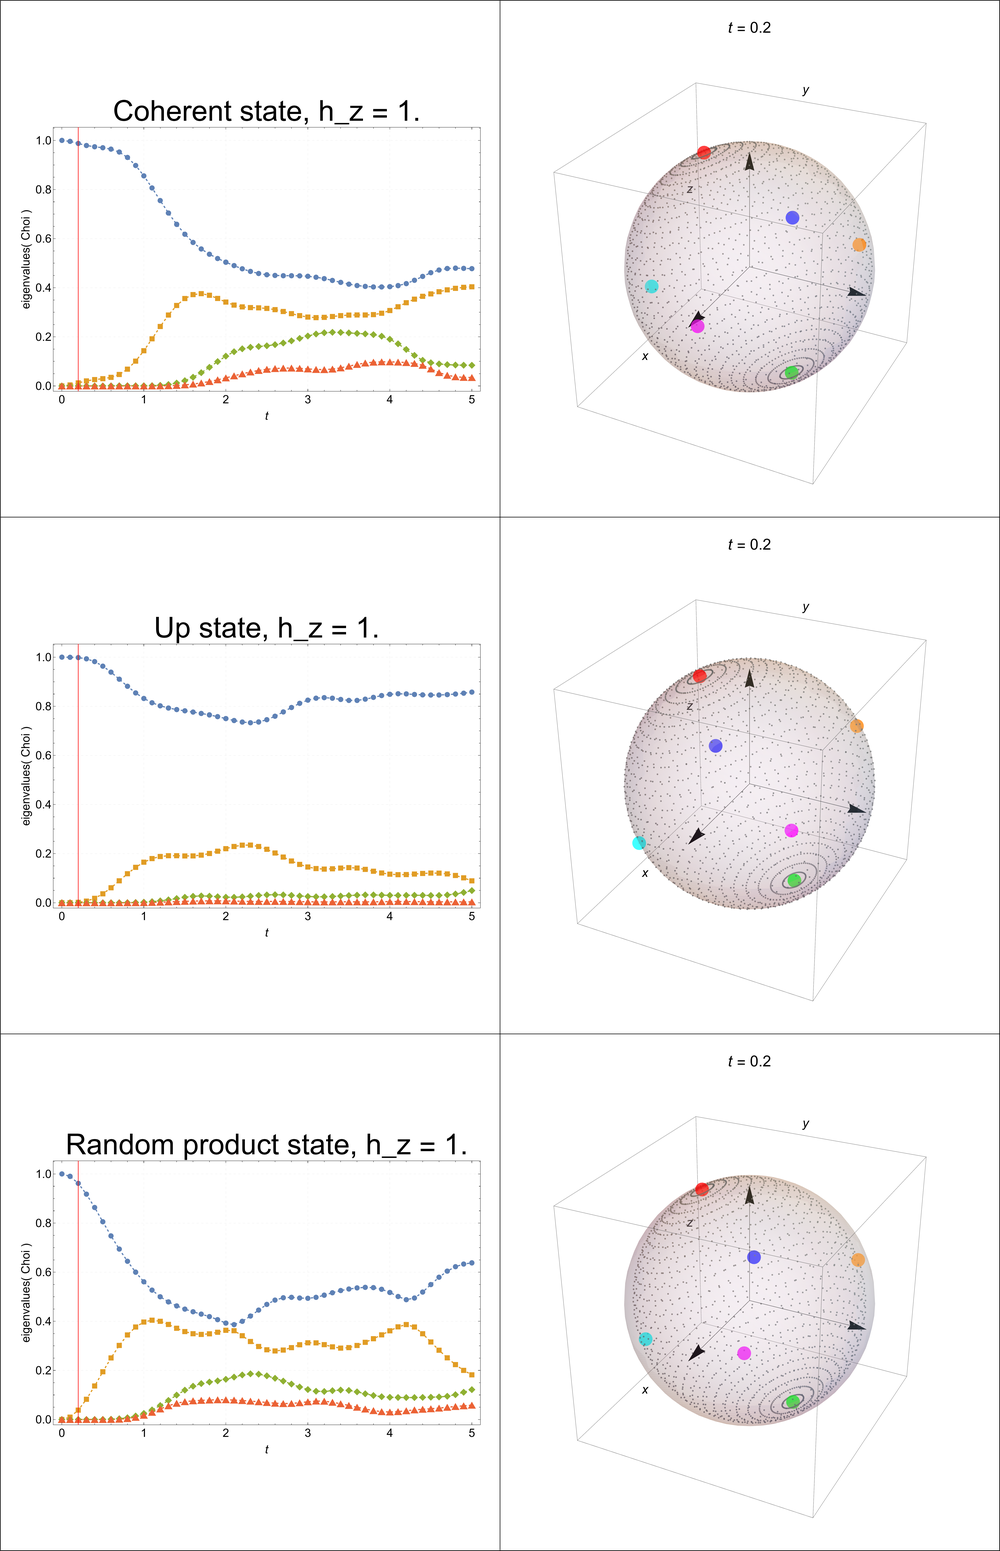 t = 0.2
y
Coherent state, h_z = 1.
1.0
0.8
0.6
0.4
0.2
0.0
eigenvalues( Choi )
0 1 2 3 4 5
t
z
x
t = 0.2
y
Up state, h_z = 1.
1.0
0.8
0.6
0.4
0.2
0.0
eigenvalues( Choi )
0 1 2 3 4 5
t
z
x
t = 0.2
y
Random product state, h_z = 1.
1.0
0.8
0.6
0.4
0.2
0.0
eigenvalues( Choi )
0 1 2 3 4 5
t
z
x